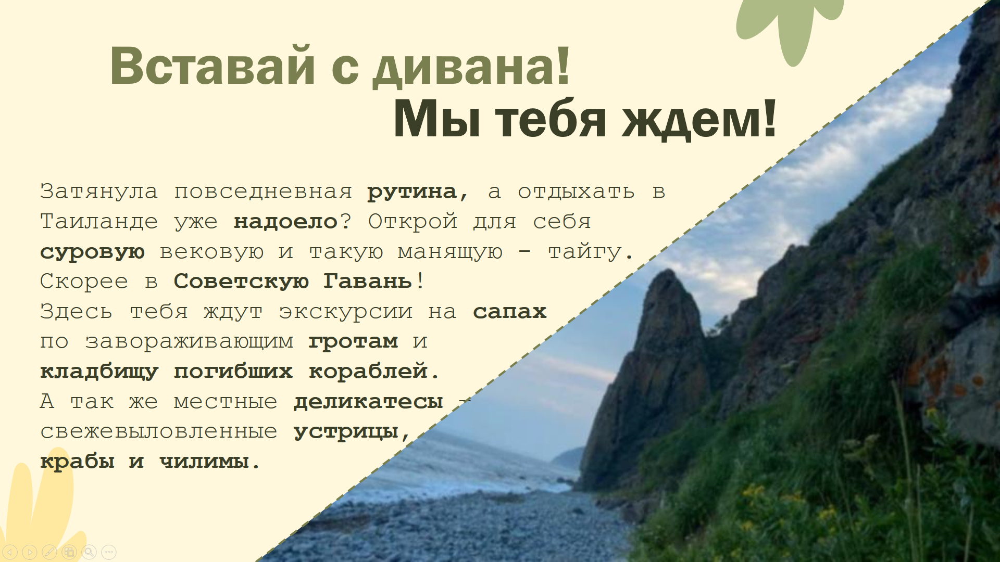 Вставай с дивана!
Мы тебя ждем!
Затянула повседневная рутина, а отдыхать в
Таиланде уже надоело? Открой для себя
суровую вековую и такую манящую – тайгу.
Скорее в Советскую Гавань!
Здесь тебя ждут экскурсии на сапах
по завораживающим гротам и
кладбищу погибших кораблей.
А так же местные деликатесы –
свежевыловленные устрицы,
крабы и чилимы.